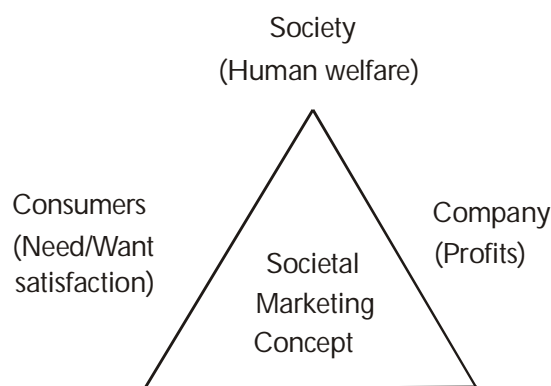 Society
(Human welfare)
Consumers
(Need/Want
satisfaction)
Company
(Profits)
Societal
Marketing
Concept